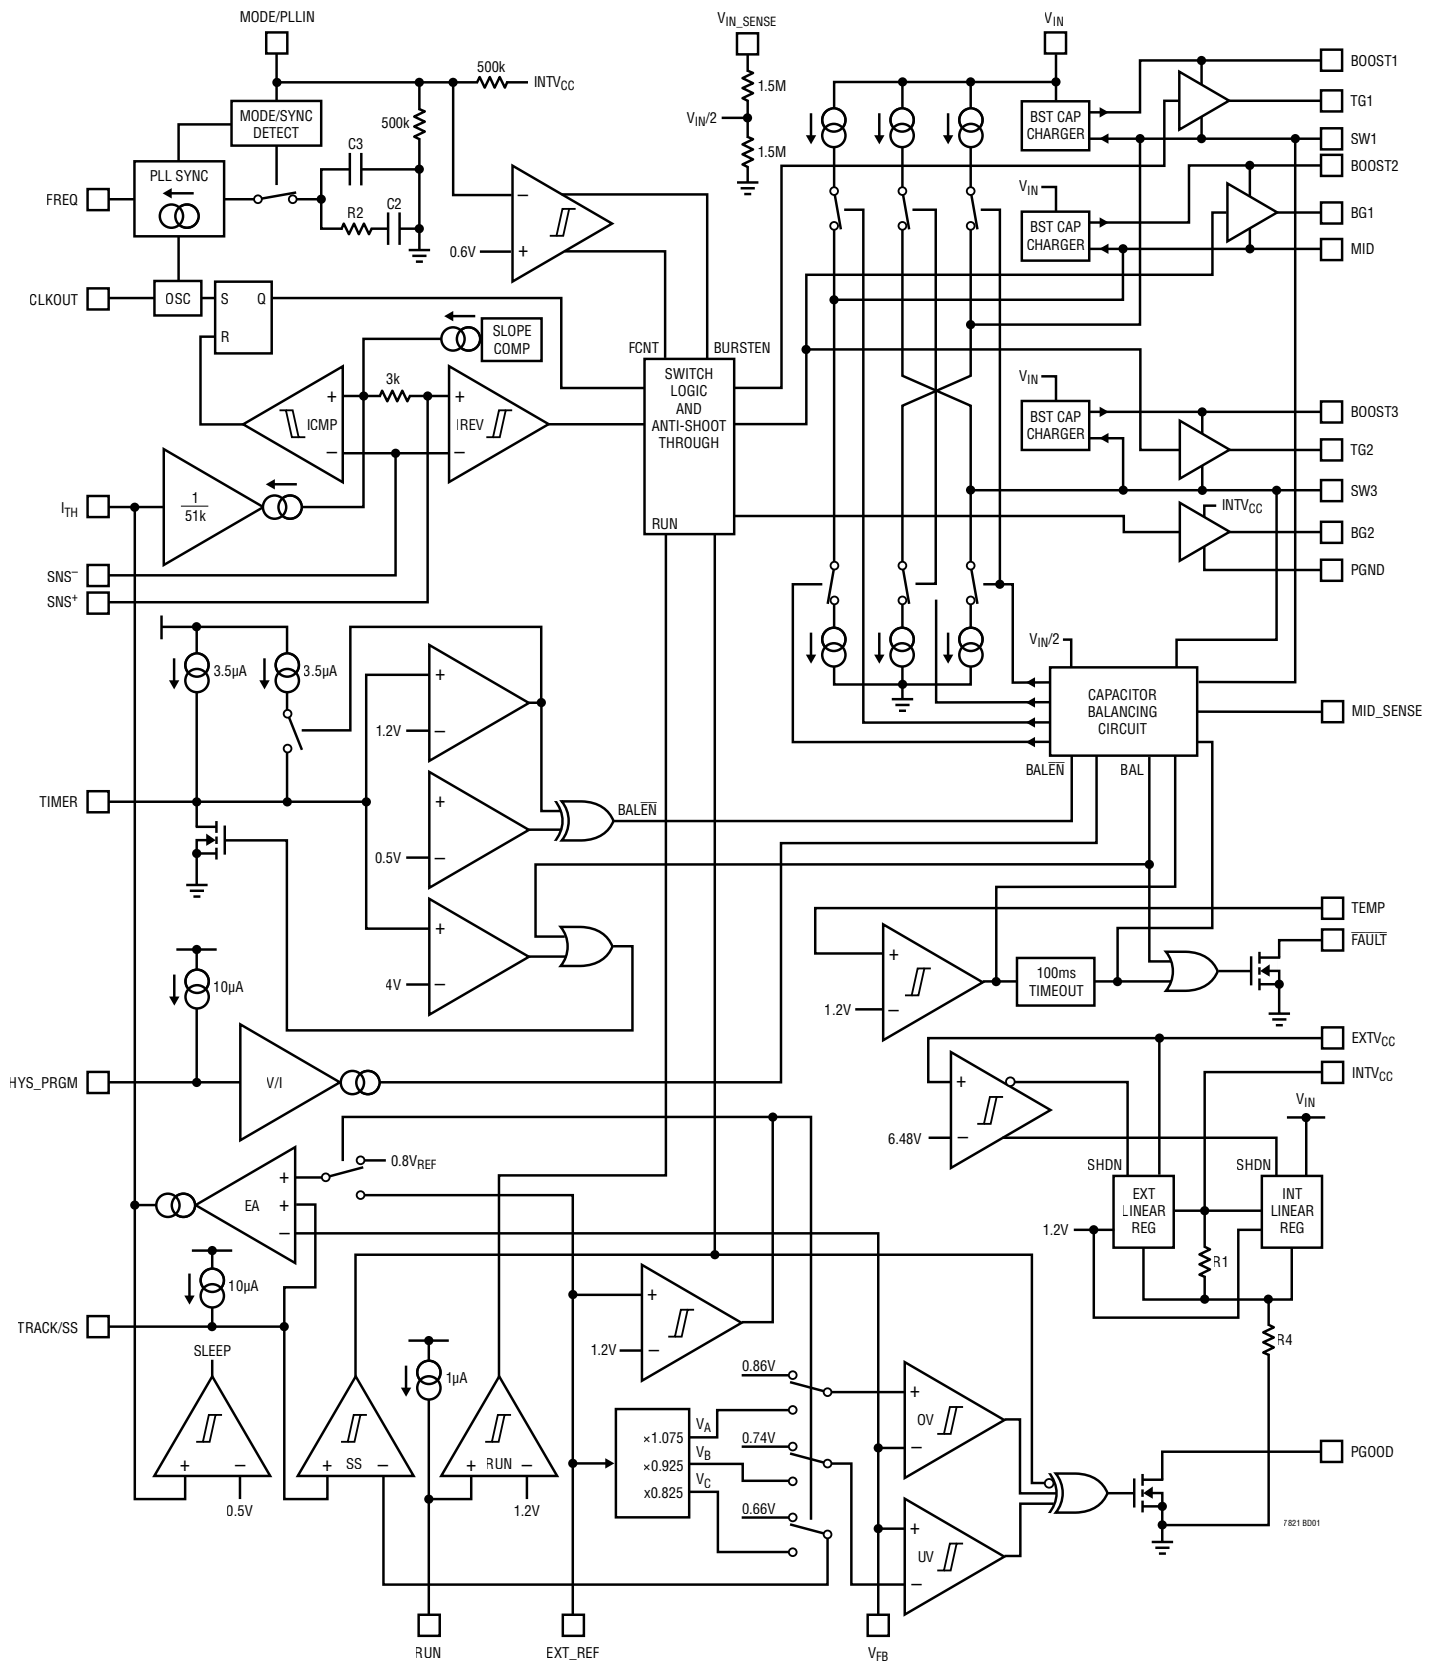 MODE/PLLIN
VIN_SENSE
VIN
BOOST1
500k
INTVCC
1.5M
MODE/SYNC
DETECT
500k
BST CAP
CHARGER
TG1
VIN/2
C3
SW1
1.5M
BOOST2
PLL SYNC
VIN
FREQ
R2
C2
BST CAP
CHARGER
BG1
–
0.6V
+
MID
CLKOUT
OSC
S
Q
R
SLOPE
COMP
FCNT
BURSTEN
SWITCH
LOGIC
AND
ANTI-SHOOT
THROUGH
RUN
3k
VIN
+
ICMP
–
+
IREV
–
BST CAP
CHARGER
BOOST3
TG2
ITH
1
51k
SW3
INTVCC
BG2
SNS–
PGND
SNS+
3.5µA
3.5µA
VIN/2
+
1.2V
–
CAPACITOR
BALANCING
CIRCUIT
MID_SENSE
BALEN
BAL
TIMER
+
BALEN
0.5V
–
TEMP
+
FAULT
+
100ms
TIMEOUT
10µA
4V
–
1.2V
–
EXTVCC
HYS_PRGM
V/I
+
INTVCC
VIN
6.48V
–
0.8VREF
SHDN
SHDN
+
EA
+
–
EXT
LINEAR
REG
INT
LINEAR
REG
1.2V
R1
10µA
TRACK/SS
+
R4
1.2V
–
SLEEP
1µA
0.86V
+
OV
–
VA
×1.075
0.74V
VB
×0.925
VC
x0.825
PGOOD
+
–
+
SS
–
+
RUN
–
0.5V
1.2V
0.66V
+
UV
–
7821 BD01
RUN
EXT_REF
VFB